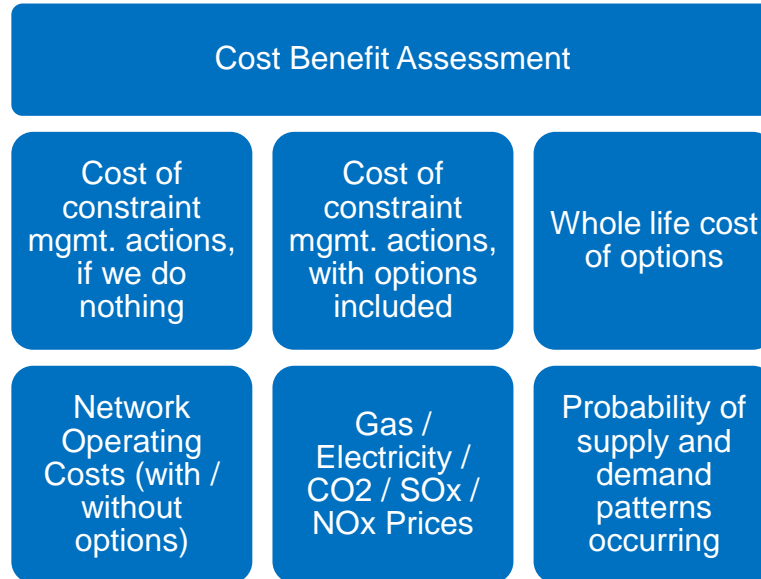 Cost Benefit Assessment
Cost of
constraint
mgmt. actions,
if we do
nothing
Cost of
constraint
mgmt. actions,
with options
included
Whole life cost
of options
Network
Operating
Costs (with /
without
options)
Gas /
Electricity /
CO2 / SOx /
NOx Prices
Probability of
supply and
demand
patterns
occurring